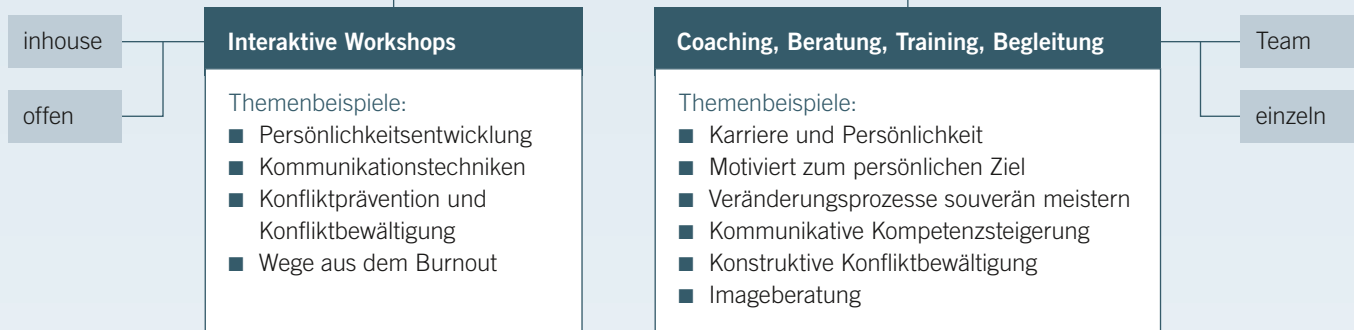 inhouse
offen
Interaktive Workshops
Themenbeispiele:
■ Persönlichkeitsentwicklung
■ Kommunikationstechniken
■ Konfliktprävention und
Konfliktbewältigung
■ Wege aus dem Burnout
Coaching, Beratung, Training, Begleitung
Themenbeispiele:
■ Karriere und Persönlichkeit
■ Motiviert zum persönlichen Ziel
■ Veränderungsprozesse souverän meistern
■ Kommunikative Kompetenzsteigerung
■ Konstruktive Konfliktbewältigung
■ Imageberatung
Team
einzeln